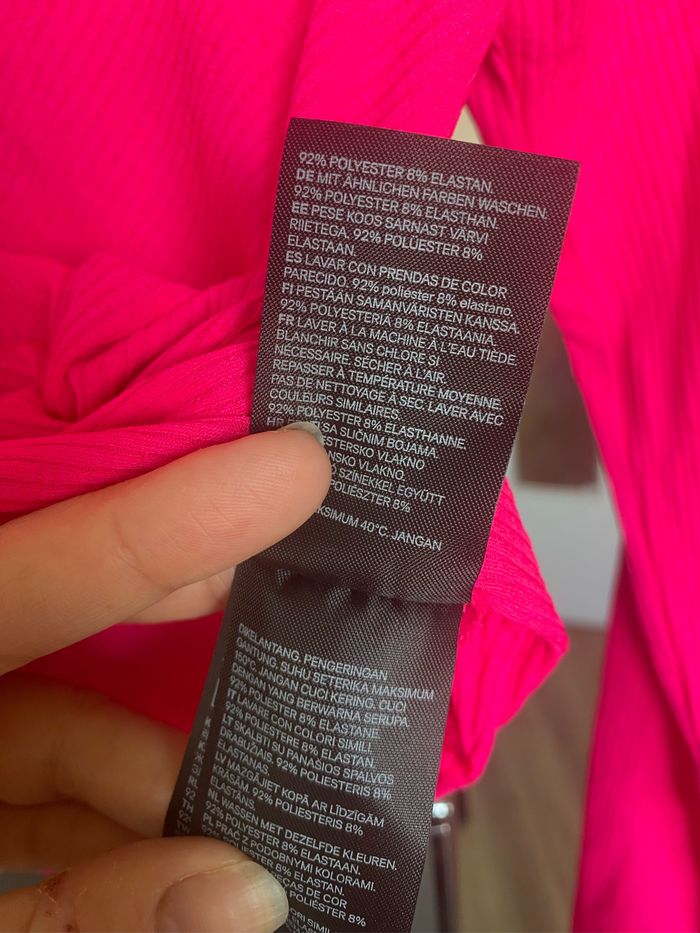 92% POLYESTER 8% ELASTAN.
DE MIT ÄHNLICHEN FARBEN WASCHEN.
92% POLYESTER 8% ELASTHAN.
EE PESE KOOS SARNAST VÄRVI
RIIETEGA. 92% POLÜESTER 8%
ELASTAAN.
ES LAVAR CON PRENDAS DE COLOR
PARECIDO. 92% poliéster 8% elastano.
FI PESTÄÄN SAMANVÄRISTEN KANSSA.
92% POLYESTERIÄ 8% ELASTAANIA.
FR LAVER À LA MACHINE À L'EAU TIÈDE.
BLANCHIR SANS CHLORE SI
NÉCESSAIRE. SÉCHER À L'AIR.
REPASSER À TEMPÉRATURE MOYENNE.
PAS DE NETTOYAGE À SEC. LAVER AVEC
COULEURS SIMILAIRES.
92% POLYESTER 8% ELASTHANNE.
SA SLIČNIM BOJAMA.
VLAKNO
VLAKNO.
SZINEKKEL EGYÜTT
8%
MAKSIMUM 40°C. JANGAN
DIKELANTANG. PENGERINGAN
GANTUNG. SUHU SETERIKA MAKSIMUM
150°C. JANGAN CUCI KERING. CUCI
DENGAN YANG BERWARNA SERUPA.
92% POLYESTER 8% ELASTANE
IT LAVARE CON COLORI SIMILI.
92% POLIESTERE 8% ELASTAN.
LT SKALBTI SU PANAŠIOS SPALVOS
DRABUŽIAIS. 92% POLIESTERIS 8%
ELASTANAS.
LV MAZGĀJIET KOPĀ AR LĪDZĪGĀM
KRĀSĀM. 92% POLIESTERIS 8%
ELASTĀNS
NL WASSEN MET DEZELFDE KLEUREN.
92% POLYESTER 8% ELASTAAN.
PL PRAĆ Z PODOBNYMI KOLORAMI.
92% POLIESTER 8% ELASTAN.
DE COR
8%
SIMIL